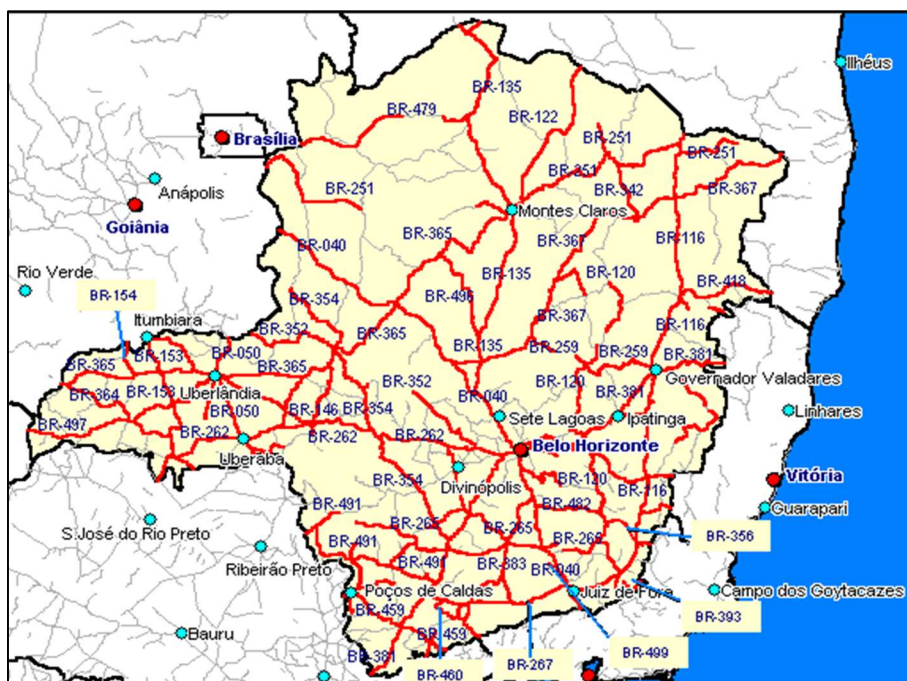 Ilhéus
BR-135
BR-479
BR-122
Brasília
BR-251
BR-251
BR-251
BR-342
BR-367
Anápolis
BR-251
Goiânia
Montes Claros
BR-040
BR-365
BR-367
BR-116
BR-135
BR-120
Rio Verde
BR-154
BR-354
BR-496
BR-418
BR-367
Itumbiara
BR-352
BR-365
BR-116
BR-153
BR-050
BR-135
BR-259
BR-259
BR-381
BR-365
BR-365
Uberlândia
BR-352
BR-120
Governador Valadares
BR-364
BR-153
BR-146
BR-040
BR-381
BR-050
BR-354
Sete Lagoas
Ipatinga
Linhares
BR-497
BR-262
BR-262
BR-262
Belo Horizonte
Uberaba
Divinópolis
BR-354
BR-120
BR-116
Vitória
BR-491
BR-482
Guarapari
S.José do Rio Preto
BR-265
BR-265
BR-356
BR-491
BR-265
Ribeirão Preto
BR-491
BR-383
BR-040
Poços de Caldas
Juiz de Fora
Campo dos Goytacazes
BR-459
BR-393
Bauru
BR-459
BR-381
BR-499
BR-460
BR-267